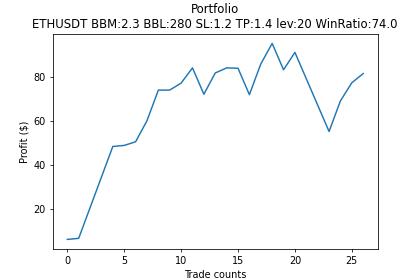 Portfolio
ETHUSDT BBM:2.3 BBL:280 SL:1.2 TP:1.4 lev:20 WinRatio:74.0
Profit ($)
80
60
40
20
0 5 10 15 20 25
Trade counts